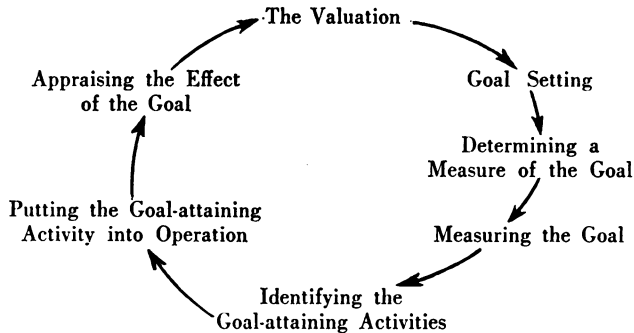 The Valuation
Goal Setting
Determining a
Measure of the Goal
Measuring the Goal
Identifying the
Goal-attaining Activities
Putting the Goal-attaining
Activity into Operation
Appraising the Effect
of the Goal